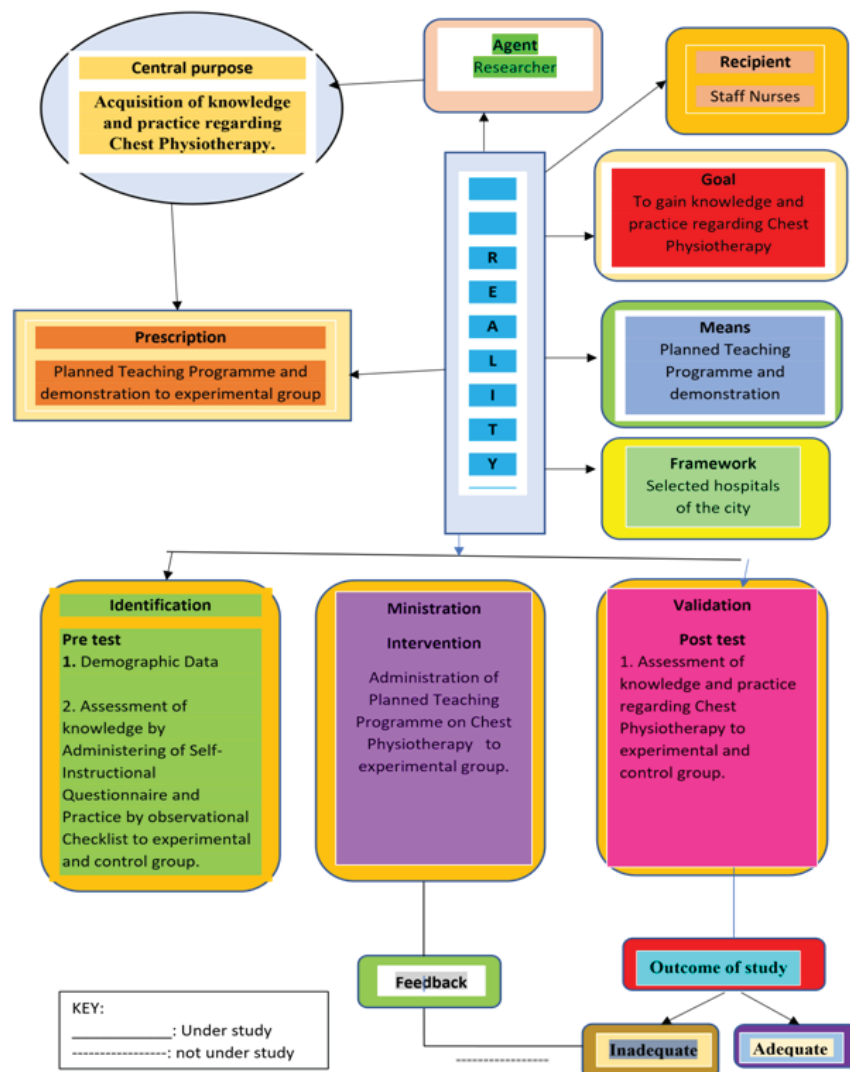 Central purpose
Acquisition of knowledge
and practice regarding
Chest Physiotherapy.
Agent
Researcher
Recipient
Staff Nurses
R
E
A
L
I
T
Y
Goal
To gain knowledge and
practice regarding Chest
Physiotherapy
Prescription
Planned Teaching Programme and
demonstration to experimental group
Means
Planned Teaching
Programme and
demonstration
Framework
Selected hospitals
of the city
Identification
Pre test
1. Demographic Data
2. Assessment of
knowledge by
Administering of Self-
Instructional
Questionnaire and
Practice by observational
Checklist to experimental
and control group.
Ministration
Intervention
Administration of
Planned Teaching
Programme on Chest
Physiotherapy to
experimental group.
Validation
Post test
1. Assessment of
knowledge and practice
regarding Chest
Physiotherapy to
experimental and
control group.
Feedback
Outcome of study
Inadequate
Adequate
KEY:
____________: Under study
-----------------: not under study